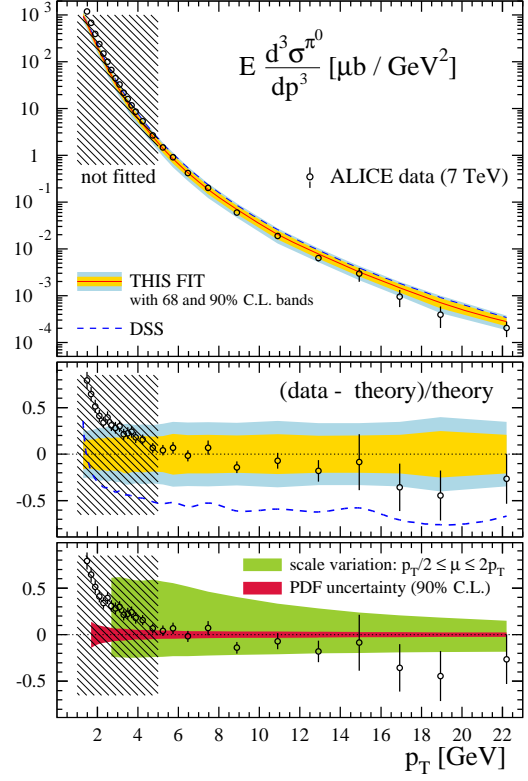 10³
10²
10
1
10⁻¹
10⁻²
10⁻³
10⁻⁴
E d³σ^π⁰ / dp³ [μb / GeV²]
not fitted
ALICE data (7 TeV)
THIS FIT
with 68 and 90% C.L. bands
DSS
(data - theory)/theory
0.5
0
-0.5
scale variation: p_T/2 ≤ μ ≤ 2p_T
PDF uncertainty (90% C.L.)
0.5
0
-0.5
2 4 6 8 10 12 14 16 18 20 22
p_T [GeV]